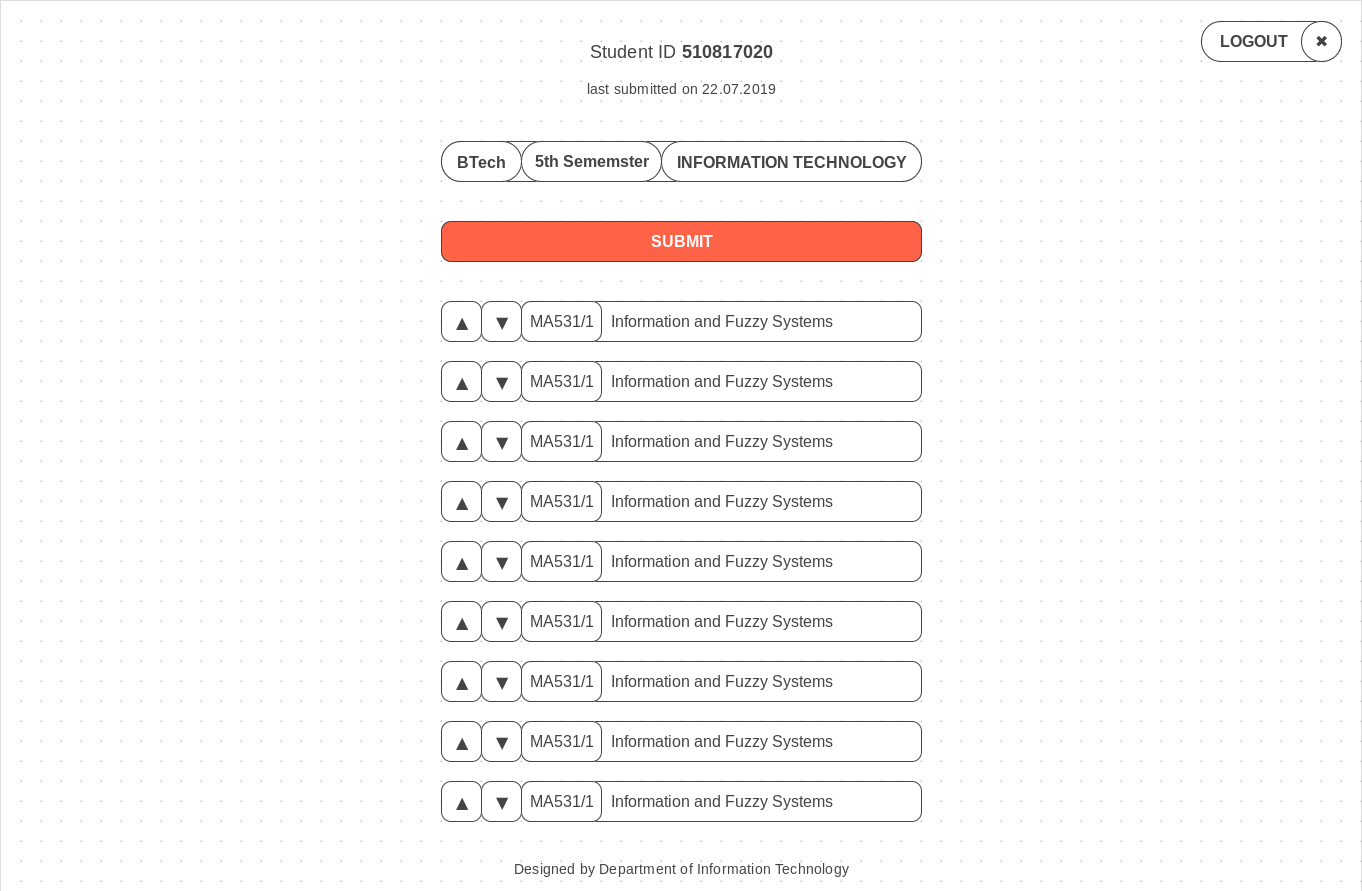 LOGOUT ✖
Student ID 510817020
last submitted on 22.07.2019
BTech 5th Sememster INFORMATION TECHNOLOGY
SUBMIT
▲ ▼ MA531/1 Information and Fuzzy Systems
▲ ▼ MA531/1 Information and Fuzzy Systems
▲ ▼ MA531/1 Information and Fuzzy Systems
▲ ▼ MA531/1 Information and Fuzzy Systems
▲ ▼ MA531/1 Information and Fuzzy Systems
▲ ▼ MA531/1 Information and Fuzzy Systems
▲ ▼ MA531/1 Information and Fuzzy Systems
▲ ▼ MA531/1 Information and Fuzzy Systems
▲ ▼ MA531/1 Information and Fuzzy Systems
Designed by Department of Information Technology